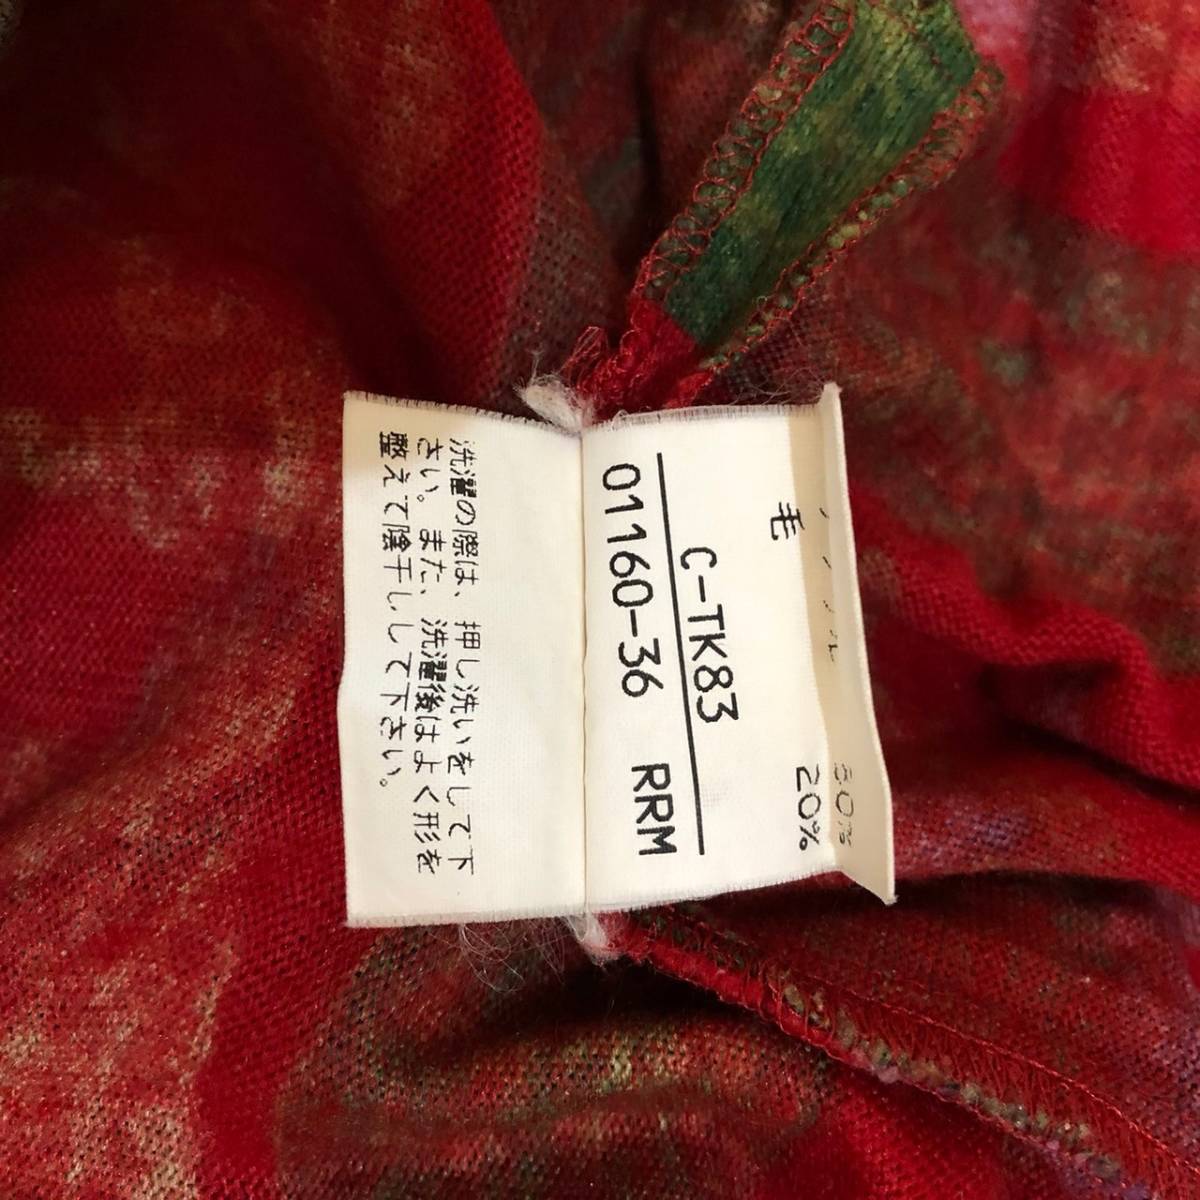 80%
毛 20%
C-TK83
01160-36 RRM
洗濯の際は、押し洗いをして下
さい。また、洗濯後はよく形を
整えて陰干しして下さい。